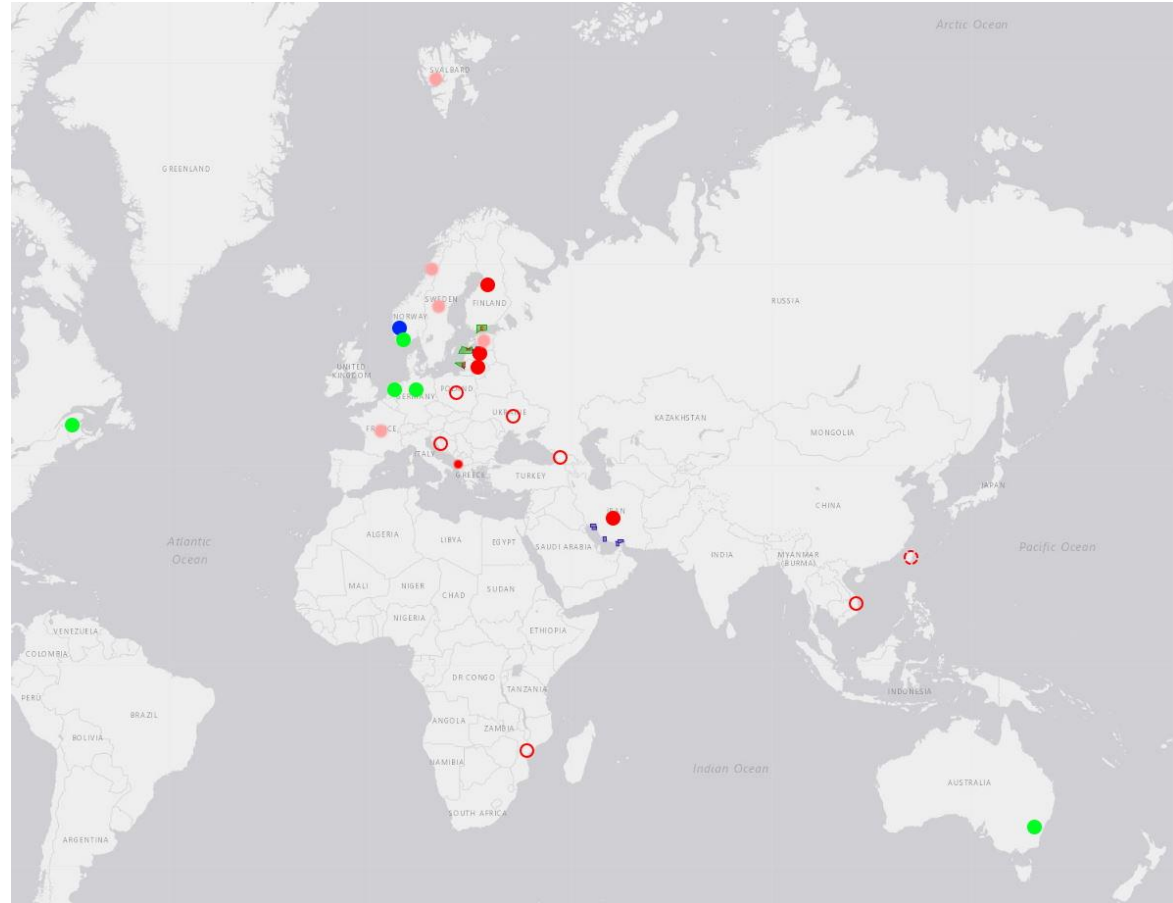 Arctic Ocean
SVALBARD
GREENLAND
RUSSIA
SWEDEN
FINLAND
NORWAY
UNITED
KINGDOM
POLAND
GERMANY
UKRAINE
KAZAKHSTAN
MONGOLIA
FRANCE
ITALY
GREECE
TURKEY
JAPAN
CHINA
IRAN
ALGERIA
LIBYA
EGYPT
SAUDI ARABIA
INDIA
MYANMAR
(BURMA)
Atlantic
Ocean
Pacific Ocean
MALI
NIGER
CHAD
SUDAN
NIGERIA
ETHIOPIA
VENEZUELA
COLOMBIA
DR CONGO
TANZANIA
INDONESIA
PERU
BRAZIL
ANGOLA
ZAMBIA
BOLIVIA
NAMIBIA
Indian Ocean
AUSTRALIA
SOUTH AFRICA
ARGENTINA